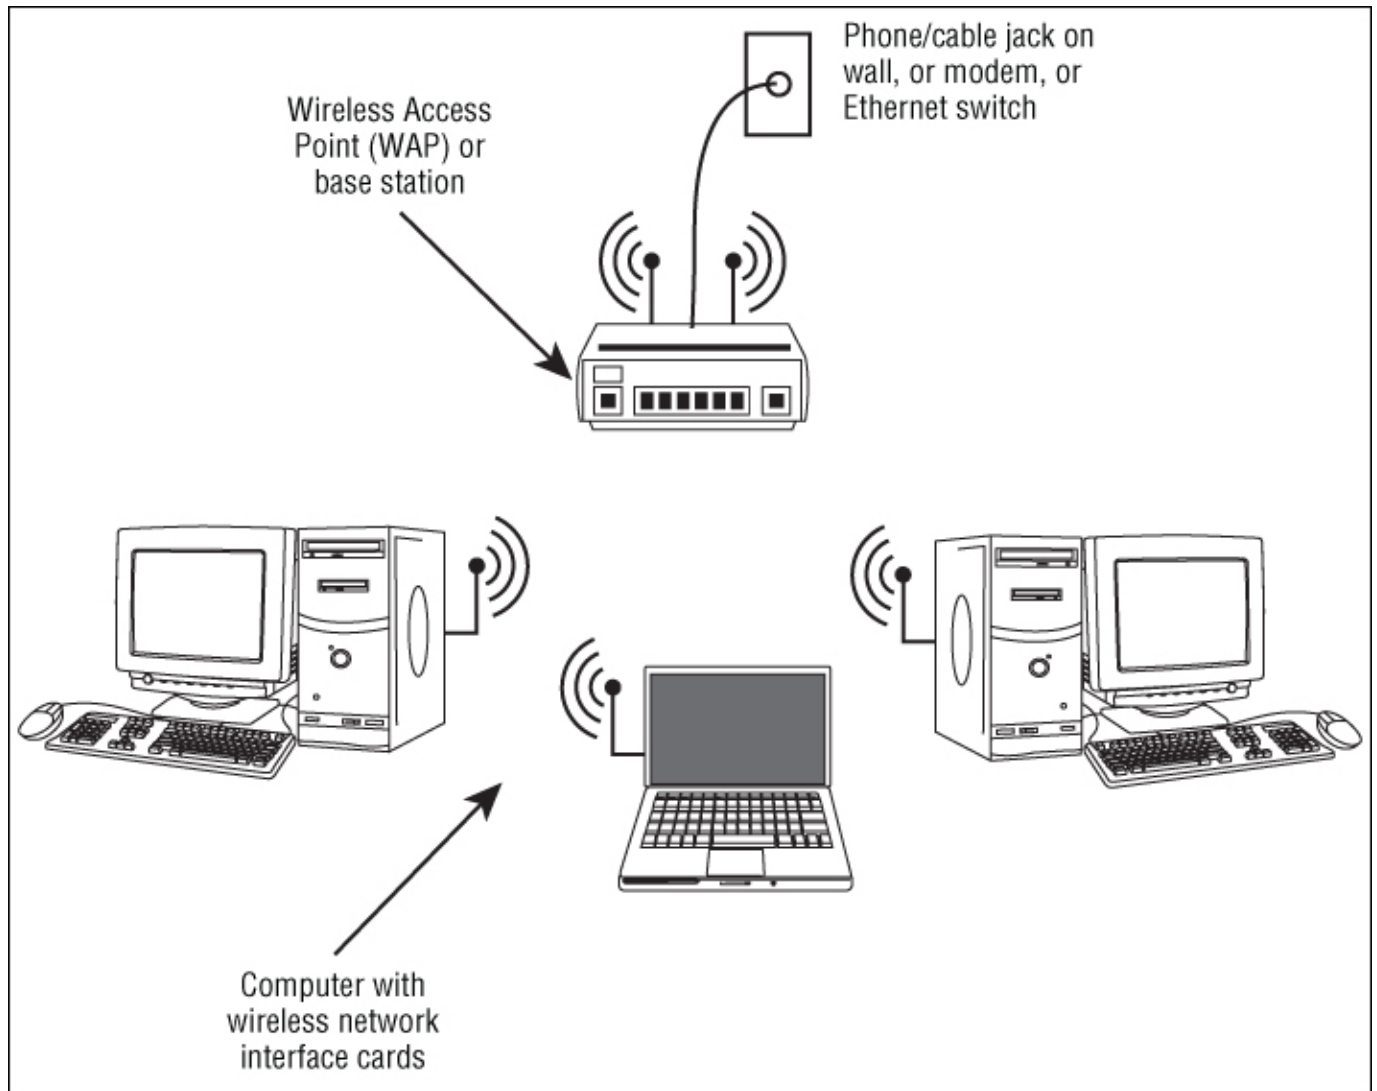 Phone/cable jack on
wall, or modem, or
Ethernet switch
Wireless Access
Point (WAP) or
base station
Computer with
wireless network
interface cards